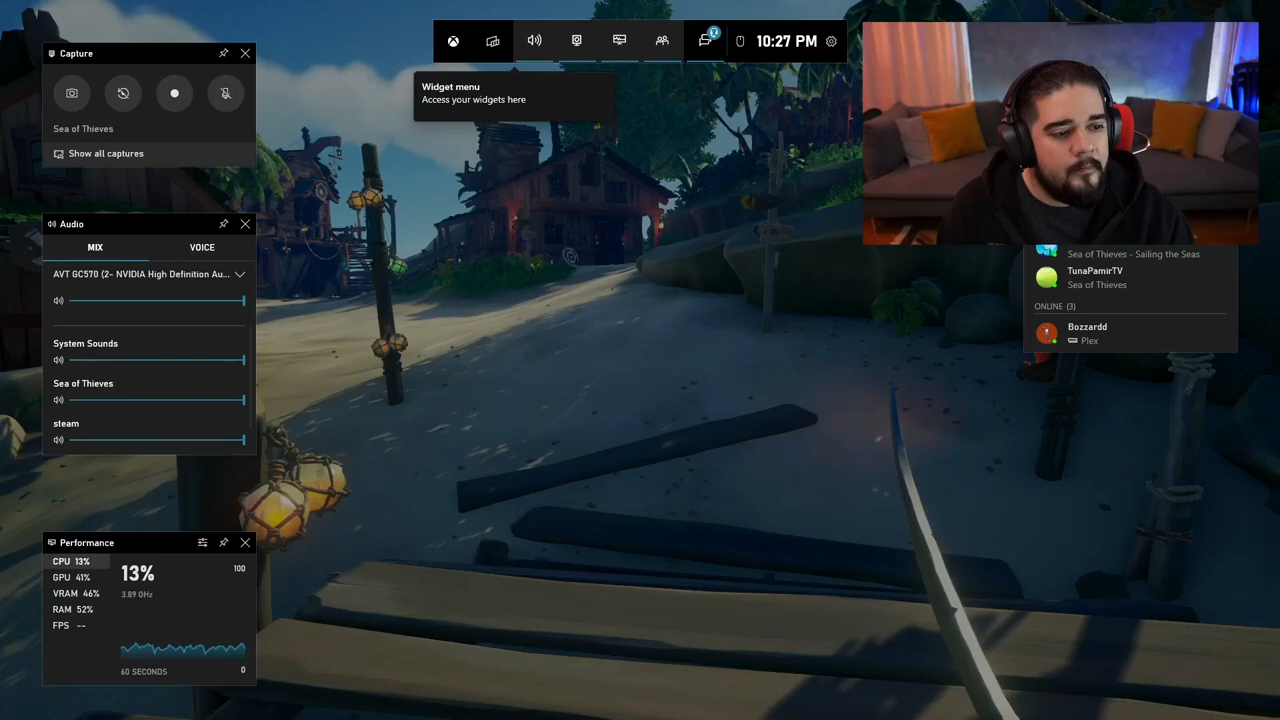 Capture
Sea of Thieves
Show all captures
10:27 PM
Widget menu
Access your widgets here
Audio
MIX
VOICE
AVT GC570 (2- NVIDIA High Definition Au...
System Sounds
Sea of Thieves
steam
Performance
CPU 13%
GPU 41%
VRAM 46%
RAM 52%
FPS --
13%
3.89 GHz
100
60 SECONDS
0
Sea of Thieves - Sailing the Seas
TunaPamirTV
Sea of Thieves
ONLINE (3)
Bozzardd
Plex